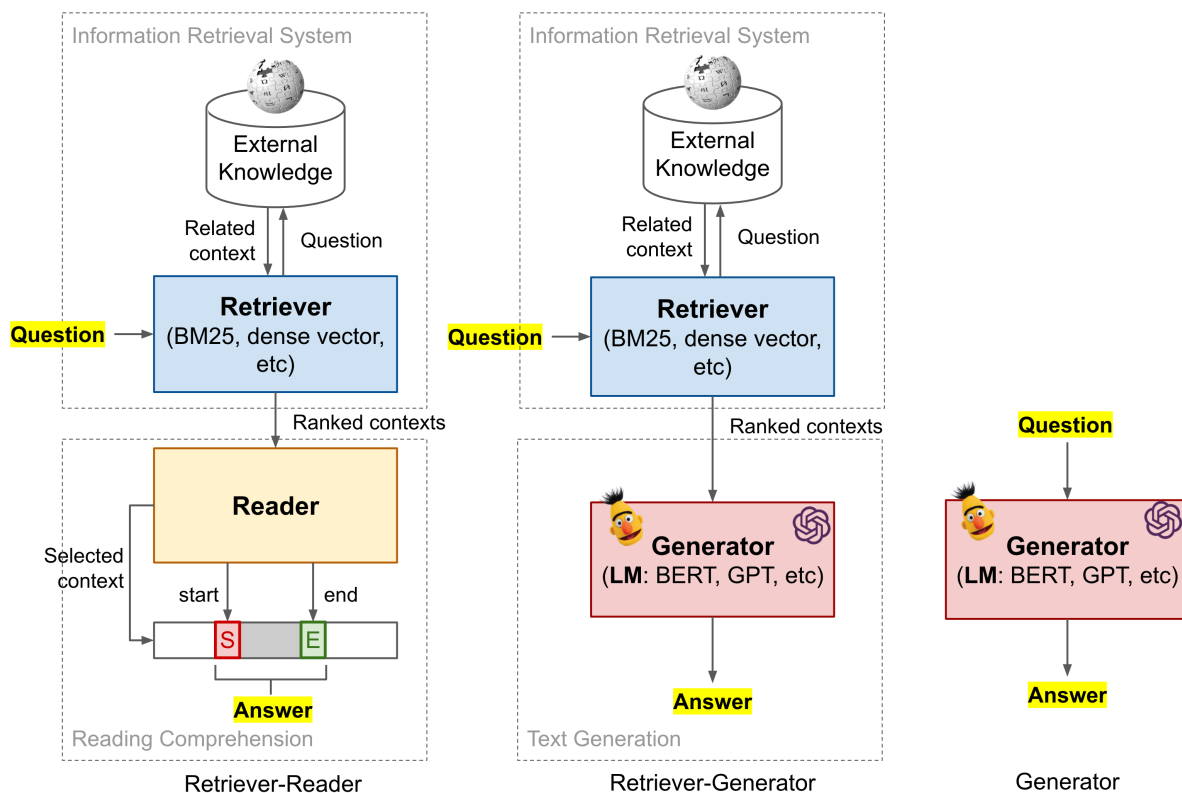 Information Retrieval System
External
Knowledge
Related
context
Question
Question
Retriever
(BM25, dense vector,
etc)
Ranked contexts
Reader
Selected
context
start
end
S
E
Answer
Reading Comprehension
Retriever-Reader
Information Retrieval System
External
Knowledge
Related
context
Question
Question
Retriever
(BM25, dense vector,
etc)
Ranked contexts
Generator
(LM: BERT, GPT, etc)
Answer
Text Generation
Retriever-Generator
Question
Generator
(LM: BERT, GPT, etc)
Answer
Generator